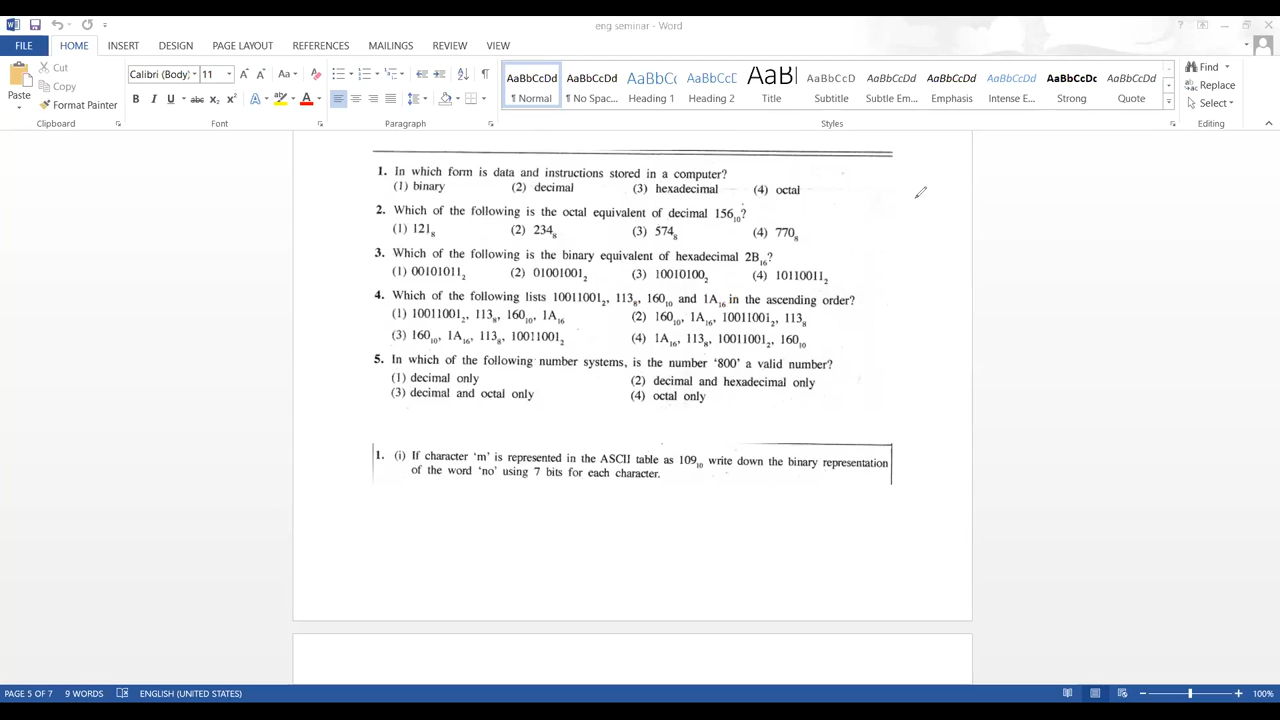 eng seminar - Word
FILE HOME INSERT DESIGN PAGE LAYOUT REFERENCES MAILINGS REVIEW VIEW
Paste Cut Copy Format Painter
Calibri (Body) 11
AaBbCcDd AaBbCcDd AaBbCc AaBbCcD AaBb AaBbCcDd AaBbCcDd AaBbCcDd AaBbCcDd AaBbCcDc AaBbCcDd
¶ Normal ¶ No Spac... Heading 1 Heading 2 Title Subtitle Subtle Em... Emphasis Intense E... Strong Quote
Find Replace Select
Clipboard Font Paragraph Styles Editing
1. In which form is data and instructions stored in a computer?
(1) binary (2) decimal (3) hexadecimal (4) octal
2. Which of the following is the octal equivalent of decimal 156₁₀?
(1) 121₈ (2) 234₈ (3) 574₈ (4) 770₈
3. Which of the following is the binary equivalent of hexadecimal 2B₁₆?
(1) 00101011₂ (2) 01001001₂ (3) 10010100₂ (4) 10110011₂
4. Which of the following lists 10011001₂, 113₈, 160₁₀ and 1A₁₆ in the ascending order?
(1) 10011001₂, 113₈, 160₁₀, 1A₁₆ (2) 160₁₀, 1A₁₆, 10011001₂, 113₈
(3) 160₁₀, 1A₁₆, 113₈, 10011001₂ (4) 1A₁₆, 113₈, 10011001₂, 160₁₀
5. In which of the following number systems, is the number ‘800’ a valid number?
(1) decimal only (2) decimal and hexadecimal only
(3) decimal and octal only (4) octal only
1. (i) If character ‘m’ is represented in the ASCII table as 109₁₀ write down the binary representation
of the word ‘no’ using 7 bits for each character.
PAGE 5 OF 7 9 WORDS ENGLISH (UNITED STATES) 100%